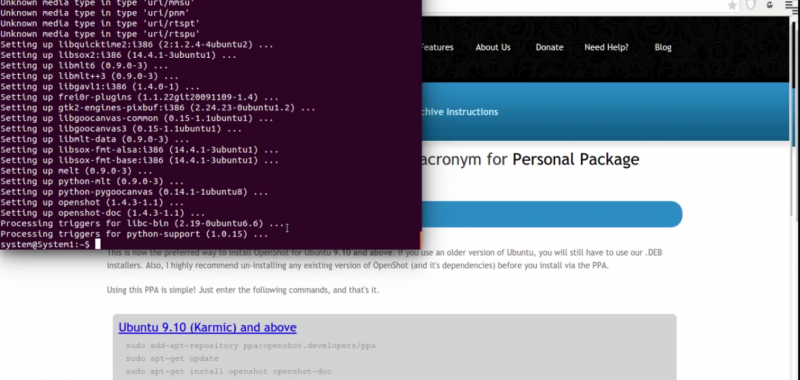 Unknown media type in type 'uri/mmsu'
Unknown media type in type 'uri/pnm'
Unknown media type in type 'uri/rtspt'
Unknown media type in type 'uri/rtspu'
Setting up libquicktime2:i386 (2:1.2.4-4ubuntu2) ...
Setting up libsox2:i386 (14.4.1-3ubuntu1) ...
Setting up libmlt6 (0.9.0-3) ...
Setting up libmlt++3 (0.9.0-3) ...
Setting up libgavl1:i386 (1.4.0-1) ...
Setting up frei0r-plugins (1.1.22git20091109-1.4) ...
Setting up gtk2-engines-pixbuf:i386 (2.24.23-0ubuntu1.2) ...
Setting up libgoocanvas-common (0.15-1.1ubuntu1) ...
Setting up libgoocanvas3 (0.15-1.1ubuntu1) ...
Setting up libmlt-data (0.9.0-3) ...
Setting up libsox-fmt-alsa:i386 (14.4.1-3ubuntu1) ...
Setting up libsox-fmt-base:i386 (14.4.1-3ubuntu1) ...
Setting up melt (0.9.0-3) ...
Setting up python-mlt (0.9.0-3) ...
Setting up python-pygoocanvas (0.14.1-1ubuntu8) ...
Setting up openshot (1.4.3-1.1) ...
Setting up openshot-doc (1.4.3-1.1) ...
Processing triggers for libc-bin (2.19-0ubuntu6.6) ...
Processing triggers for python-support (1.0.15) ...
system@System1:~$
Features About Us Donate Need Help? Blog
chive Instructions
acronym for Personal Package
This is now the preferred way to install OpenShot for Ubuntu 9.10 and above. If you use an older version of Ubuntu, you will still have to use our .DEB
installers. Also, I highly recommend un-installing any existing version of OpenShot (and it's dependencies) before you install via the PPA.
Using this PPA is simple! Just enter the following commands, and that's it.
Ubuntu 9.10 (Karmic) and above
sudo add-apt-repository ppa:openshot.developers/ppa
sudo apt-get update
sudo apt-get install openshot openshot-doc